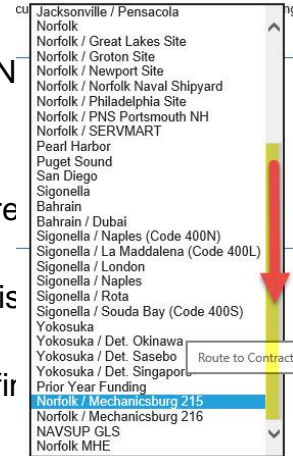 Jacksonville / Pensacola
Norfolk
Norfolk / Great Lakes Site
Norfolk / Groton Site
Norfolk / Newport Site
Norfolk / Norfolk Naval Shipyard
Norfolk / Philadelphia Site
Norfolk / PNS Portsmouth NH
Norfolk / SERVMART
Pearl Harbor
Puget Sound
San Diego
Sigonella
Bahrain
Bahrain / Dubai
Sigonella / Naples (Code 400N)
Sigonella / La Maddalena (Code 400L)
Sigonella / London
Sigonella / Naples
Sigonella / Rota
Sigonella / Souda Bay (Code 400S)
Yokosuka
Yokosuka / Det. Okinawa
Yokosuka / Det. Sasebo
Route to Contract
Yokosuka / Det. Singapore
Prior Year Funding
Norfolk / Mechanicsburg 215
Norfolk / Mechanicsburg 216
NAVSUP GLS
Norfolk MHE